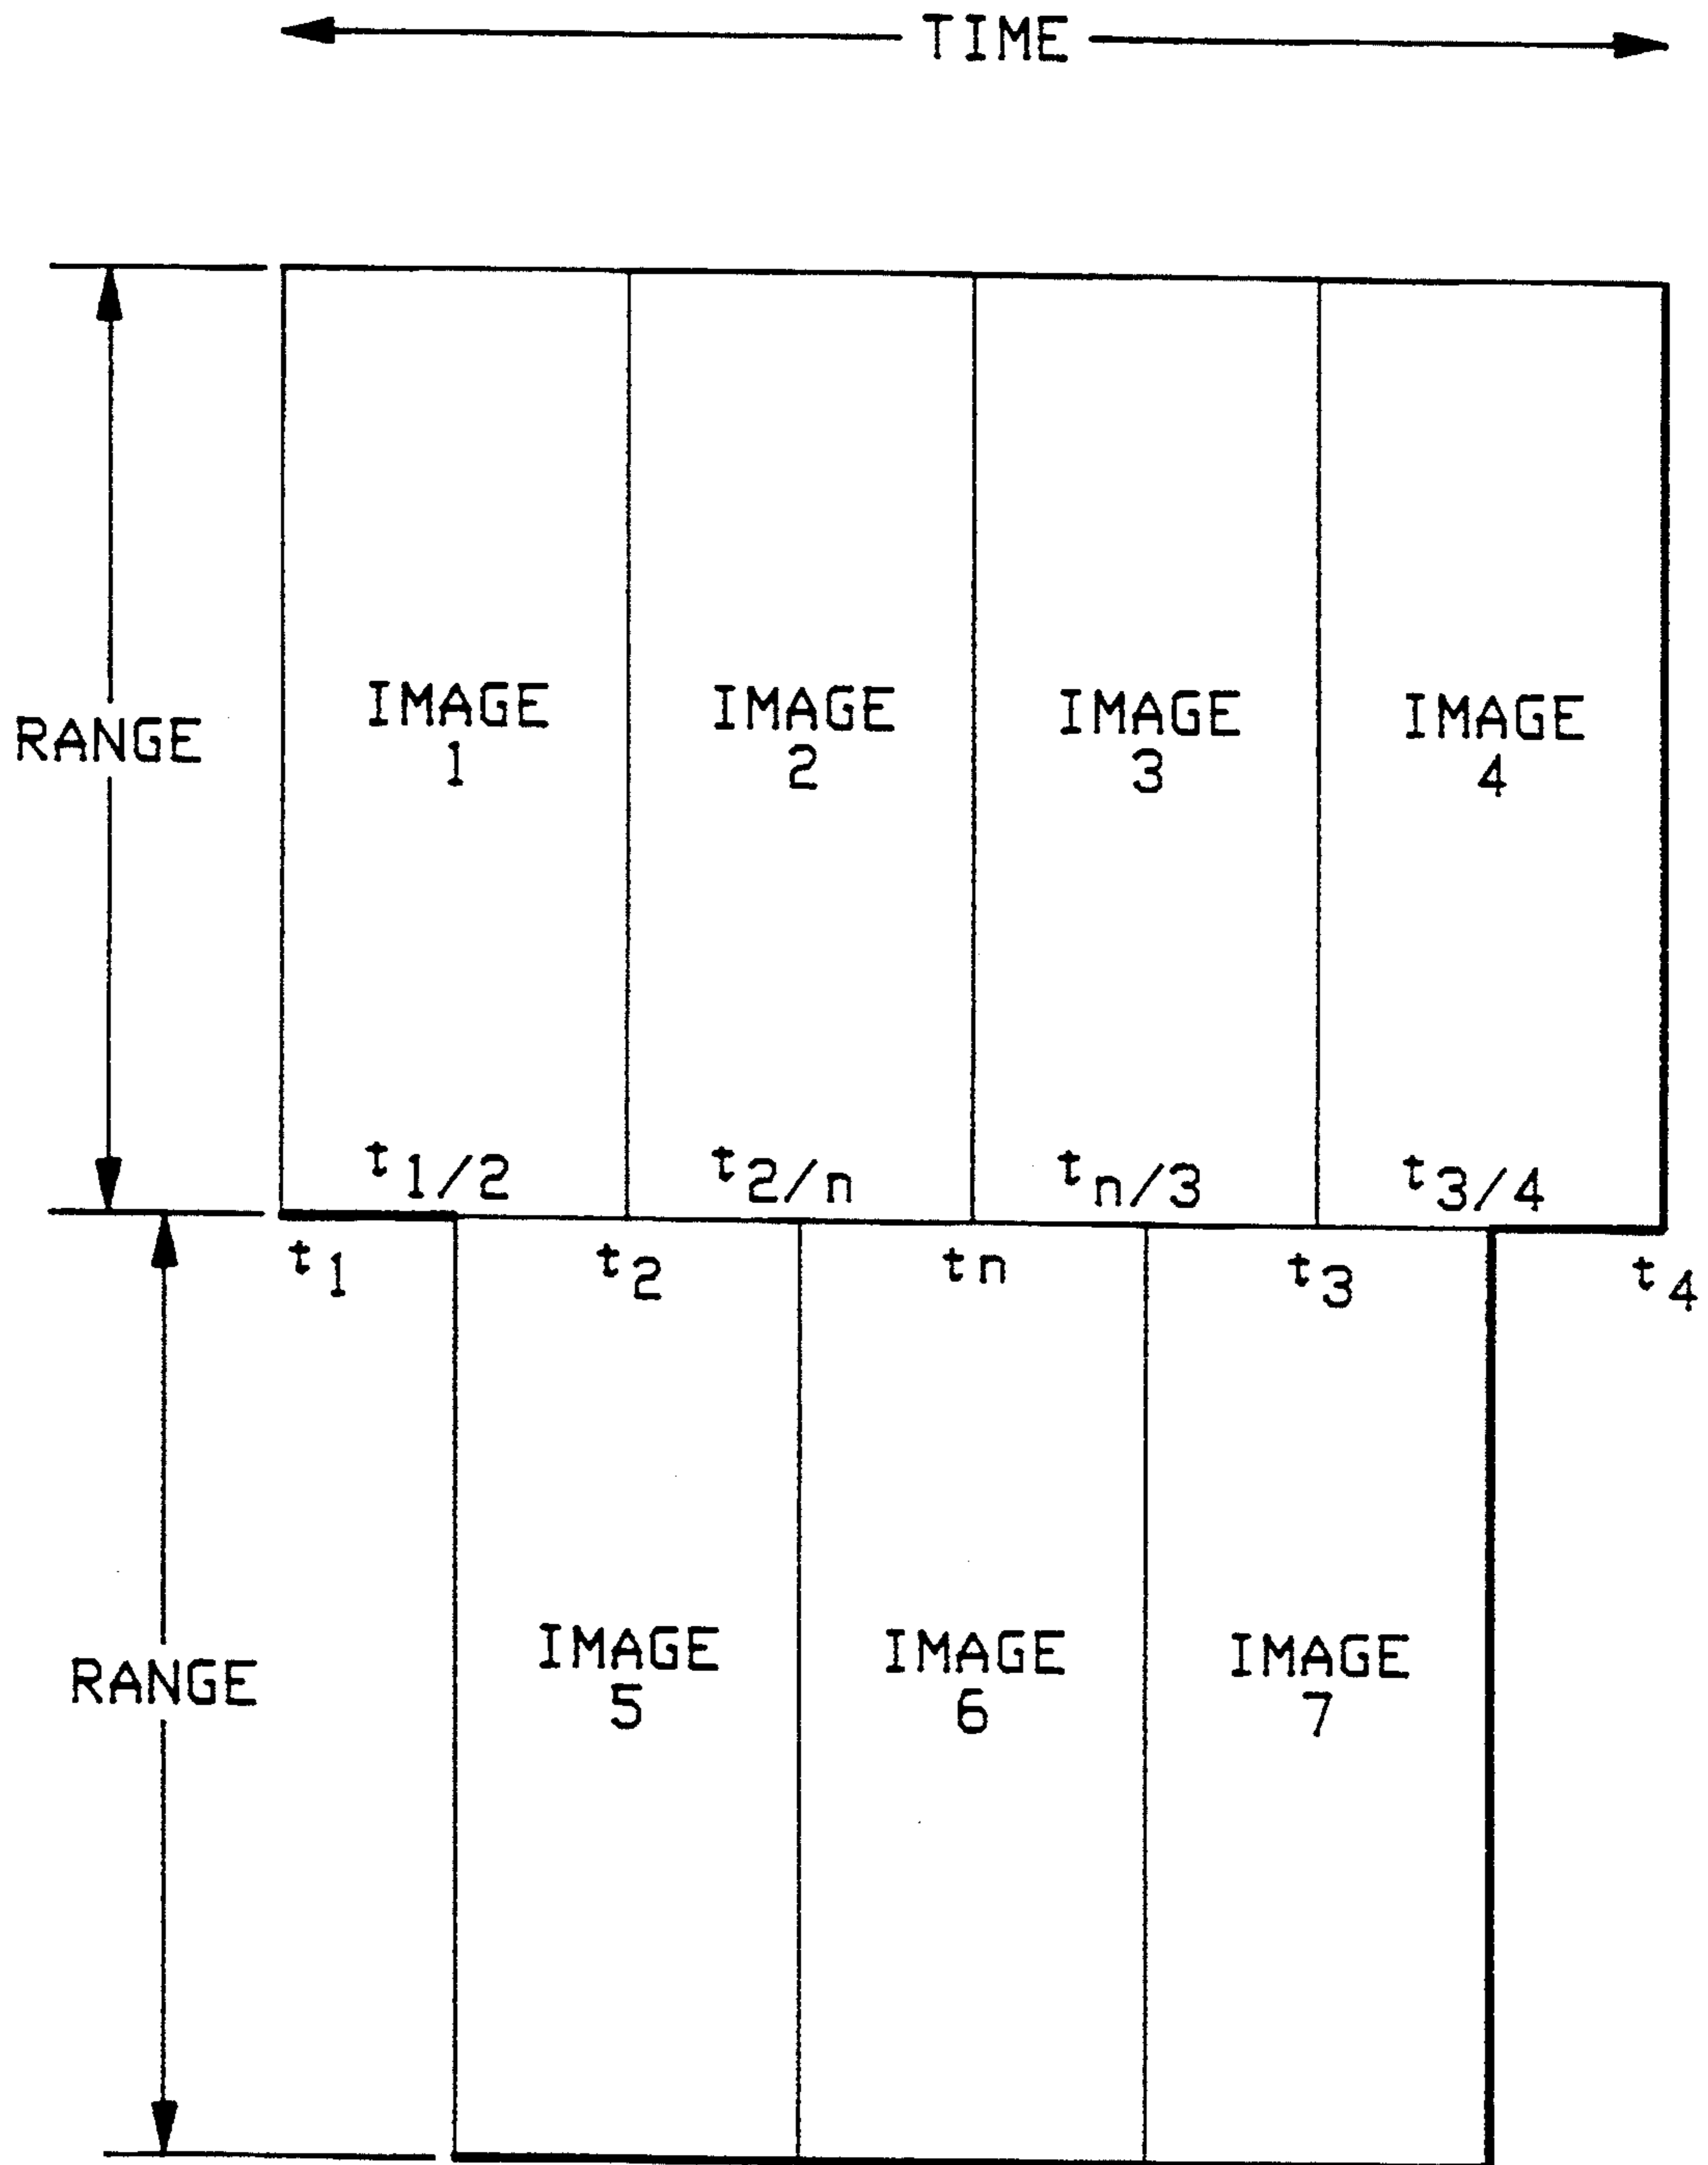 TIME
RANGE
IMAGE
1
IMAGE
2
IMAGE
3
IMAGE
4
t1/2
t2/n
tn/3
t3/4
t1
t2
tn
t3
t4
RANGE
IMAGE
5
IMAGE
6
IMAGE
7